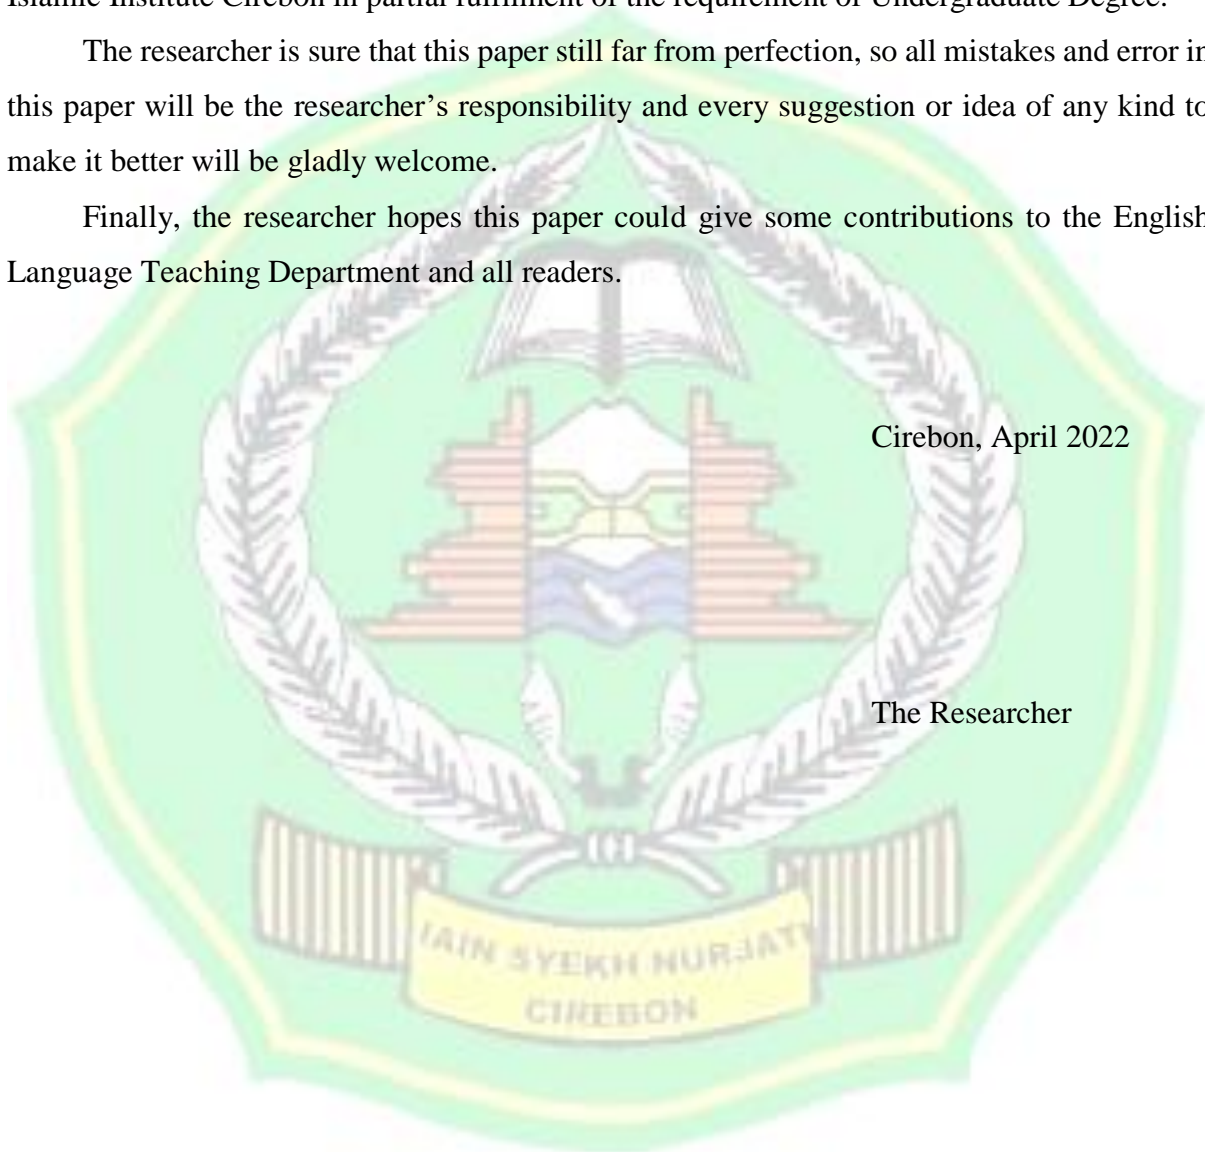 Islamic Institute Cirebon in partial fulfillment of the requirement of Undergraduate Degree.
The researcher is sure that this paper still far from perfection, so all mistakes and error in
this paper will be the researcher’s responsibility and every suggestion or idea of any kind to
make it better will be gladly welcome.
Finally, the researcher hopes this paper could give some contributions to the English
Language Teaching Department and all readers.
Cirebon, April 2022
The Researcher
IAIN SYEKH NURJATI
CIREBON